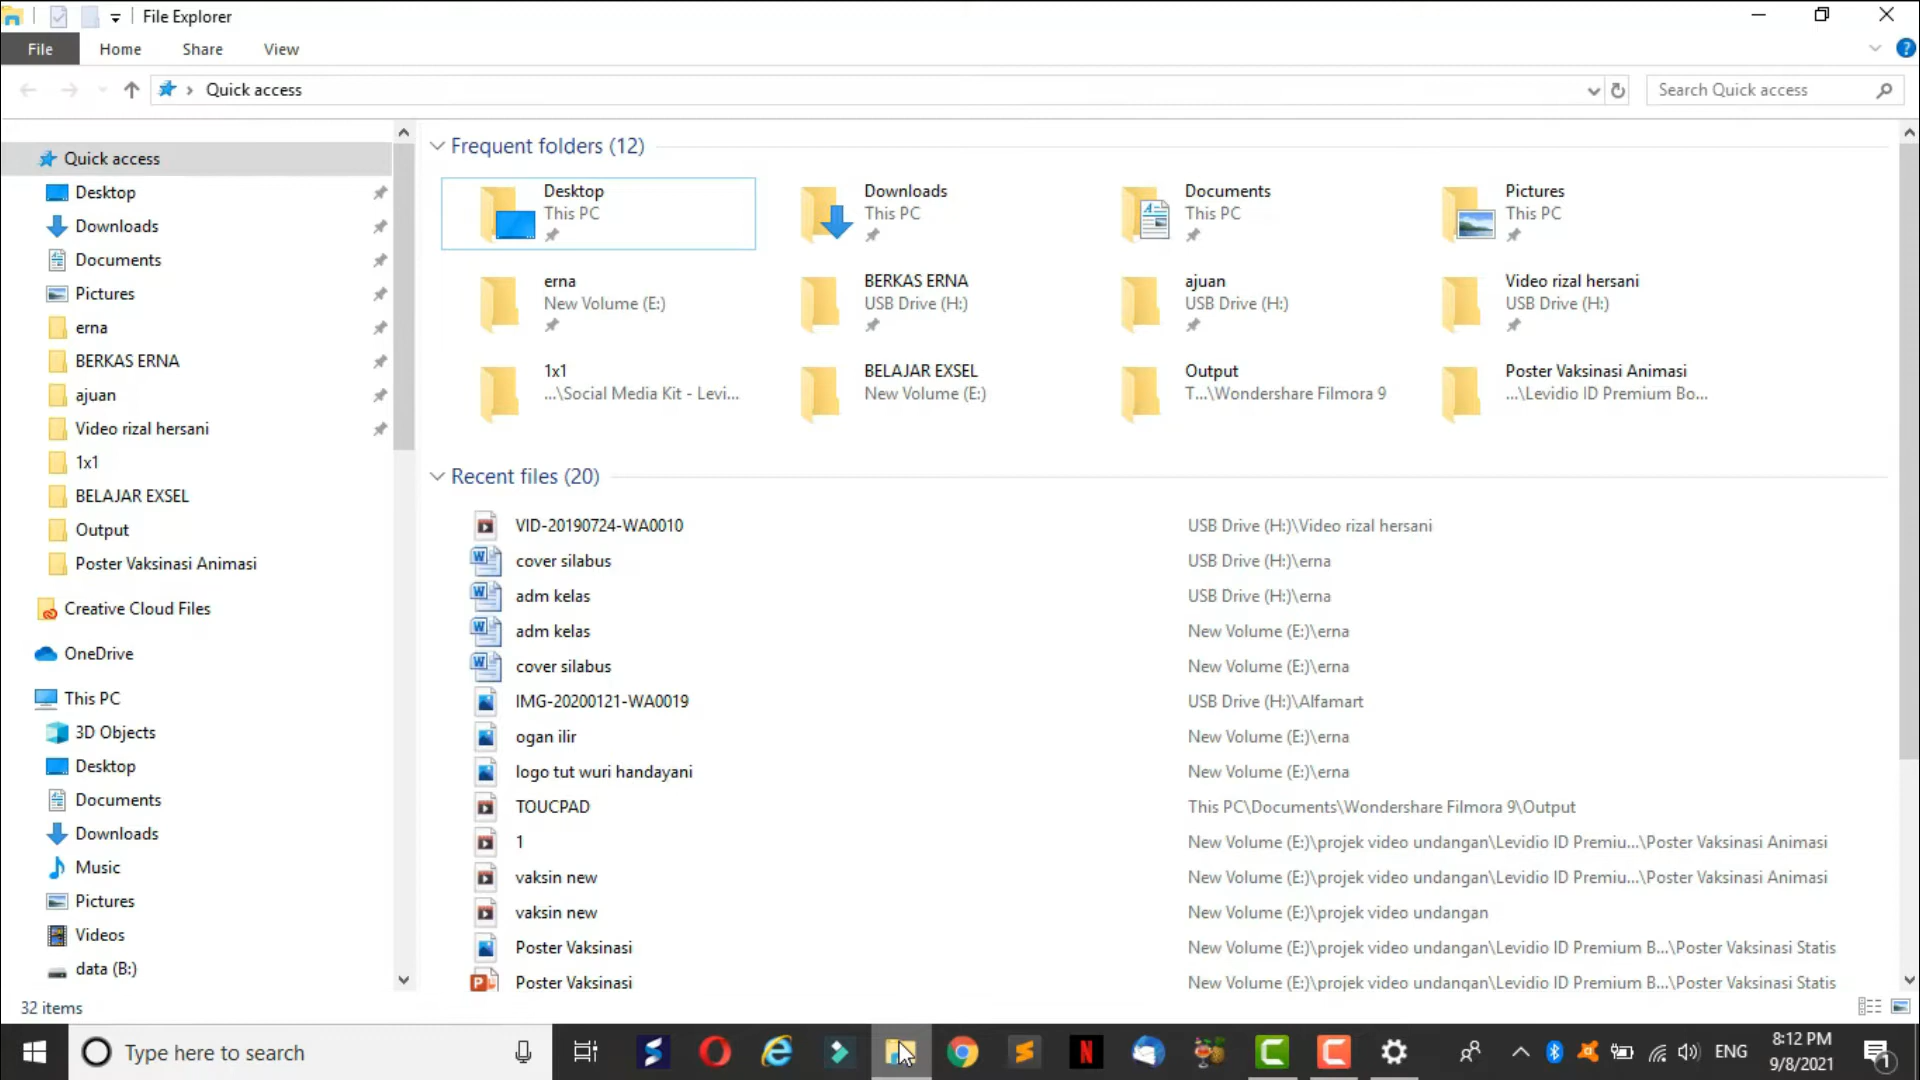 File Explorer
File Home Share View
Quick access
Search Quick access
Quick access
Desktop
Downloads
Documents
Pictures
erna
BERKAS ERNA
ajuan
Video rizal hersani
1x1
BELAJAR EXSEL
Output
Poster Vaksinasi Animasi
Creative Cloud Files
OneDrive
This PC
3D Objects
Desktop
Documents
Downloads
Music
Pictures
Videos
data (B:)
Frequent folders (12)
Desktop
This PC
Downloads
This PC
Documents
This PC
Pictures
This PC
erna
New Volume (E:)
BERKAS ERNA
USB Drive (H:)
ajuan
USB Drive (H:)
Video rizal hersani
USB Drive (H:)
1x1
...\Social Media Kit - Levi...
BELAJAR EXSEL
New Volume (E:)
Output
T...\Wondershare Filmora 9
Poster Vaksinasi Animasi
...\Levidio ID Premium Bo...
Recent files (20)
VID-20190724-WA0010 USB Drive (H:)\Video rizal hersani
cover silabus USB Drive (H:)\erna
adm kelas USB Drive (H:)\erna
adm kelas New Volume (E:)\erna
cover silabus New Volume (E:)\erna
IMG-20200121-WA0019 USB Drive (H:)\Alfamart
ogan ilir New Volume (E:)\erna
logo tut wuri handayani New Volume (E:)\erna
TOUCPAD This PC\Documents\Wondershare Filmora 9\Output
1 New Volume (E:)\projek video undangan\Levidio ID Premiu...\Poster Vaksinasi Animasi
vaksin new New Volume (E:)\projek video undangan\Levidio ID Premiu...\Poster Vaksinasi Animasi
vaksin new New Volume (E:)\projek video undangan
Poster Vaksinasi New Volume (E:)\projek video undangan\Levidio ID Premium B...\Poster Vaksinasi Statis
Poster Vaksinasi New Volume (E:)\projek video undangan\Levidio ID Premium B...\Poster Vaksinasi Statis
32 items
Type here to search
ENG
8:12 PM
9/8/2021
1